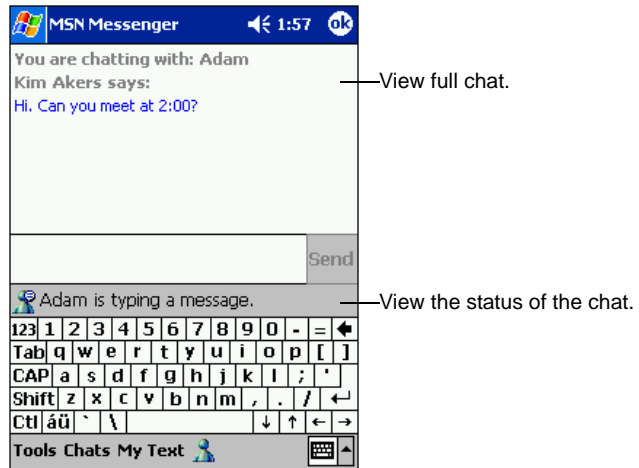 MSN Messenger 1:57 ok
You are chatting with: Adam
Kim Akers says:
Hi. Can you meet at 2:00?
View full chat.
Send
Adam is typing a message.
View the status of the chat.
123 1 2 3 4 5 6 7 8 9 0 - = 🡄
Tab q w e r t y u i o p [ ]
CAP a s d f g h j k l ; '
Shift z x c v b n m , . / ↵
Ctl áü ` \ ↓ ↑ ← →
Tools Chats My Text